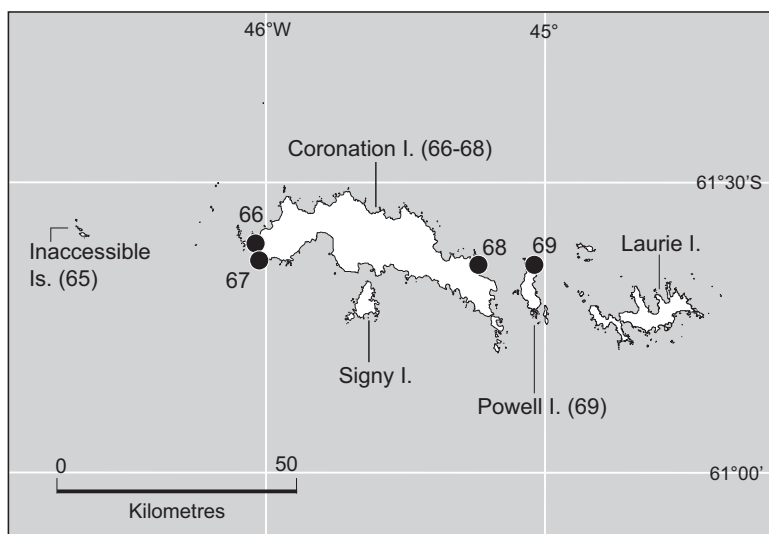 46°W
45°
Coronation I. (66-68)
61°30'S
66
68
69
Inaccessible
Is. (65)
67
Laurie I.
Signy I.
Powell I. (69)
0
50
61°00'
Kilometres